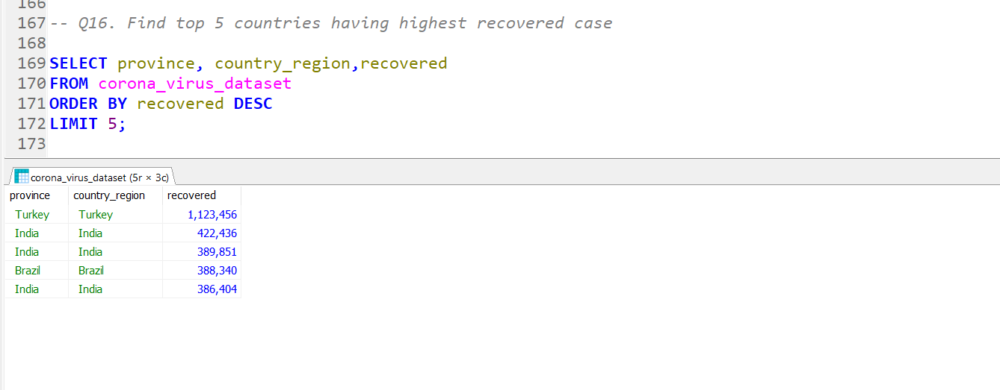 166
167 -- Q16. Find top 5 countries having highest recovered case
168
169 SELECT province, country_region,recovered
170 FROM corona_virus_dataset
171 ORDER BY recovered DESC
172 LIMIT 5;
173
corona_virus_dataset (5r × 3c)
province country_region recovered
Turkey Turkey 1,123,456
India India 422,436
India India 389,851
Brazil Brazil 388,340
India India 386,404